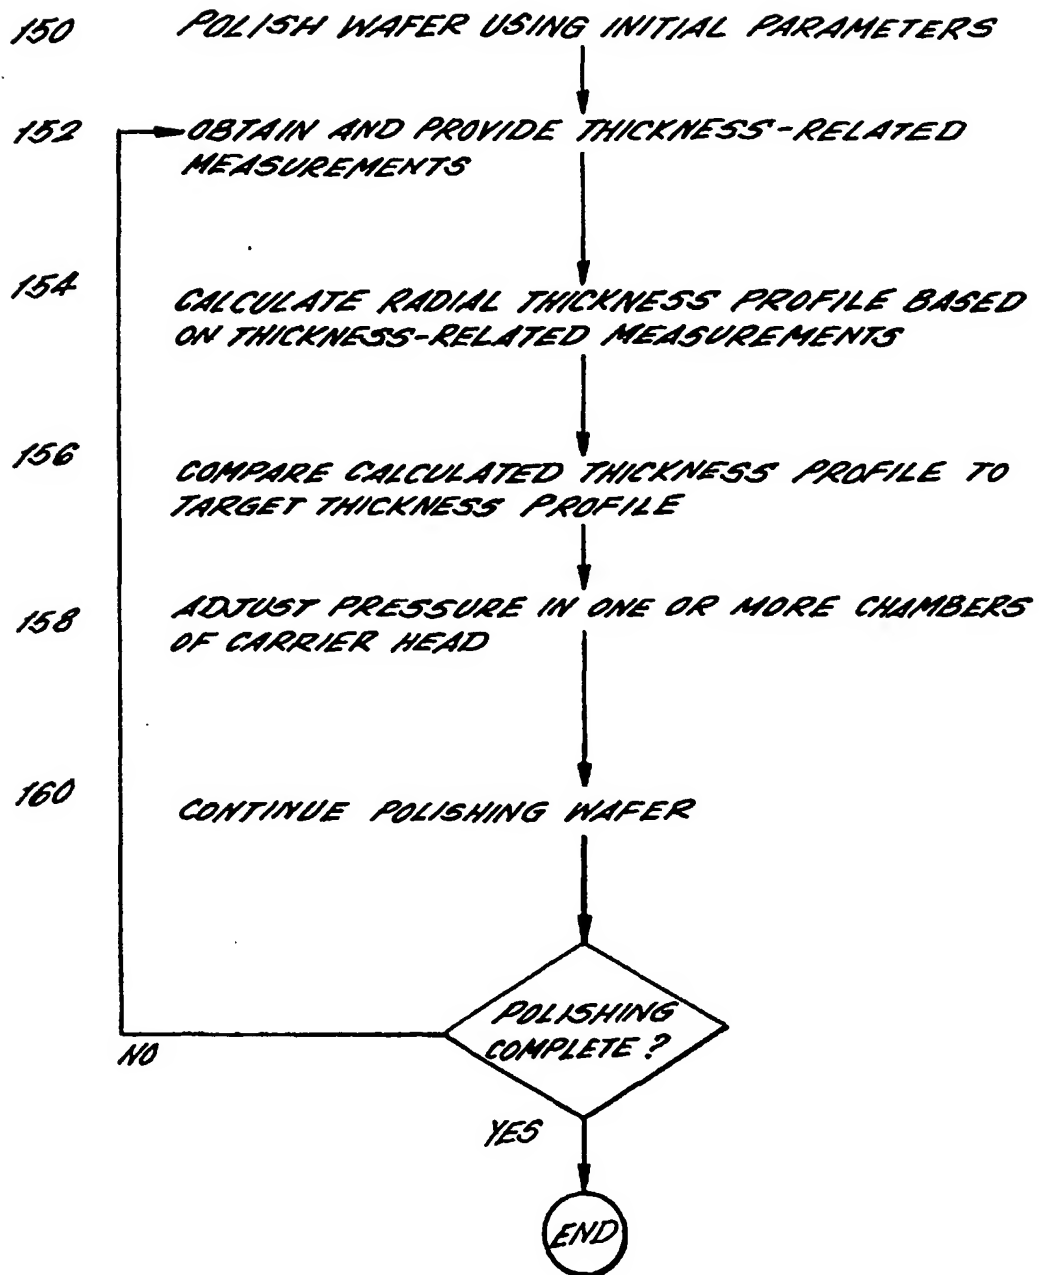 150 POLISH WAFER USING INITIAL PARAMETERS
152 OBTAIN AND PROVIDE THICKNESS-RELATED
MEASUREMENTS
154 CALCULATE RADIAL THICKNESS PROFILE BASED
ON THICKNESS-RELATED MEASUREMENTS
156 COMPARE CALCULATED THICKNESS PROFILE TO
TARGET THICKNESS PROFILE
158 ADJUST PRESSURE IN ONE OR MORE CHAMBERS
OF CARRIER HEAD
160 CONTINUE POLISHING WAFER
POLISHING
COMPLETE?
NO
YES
END